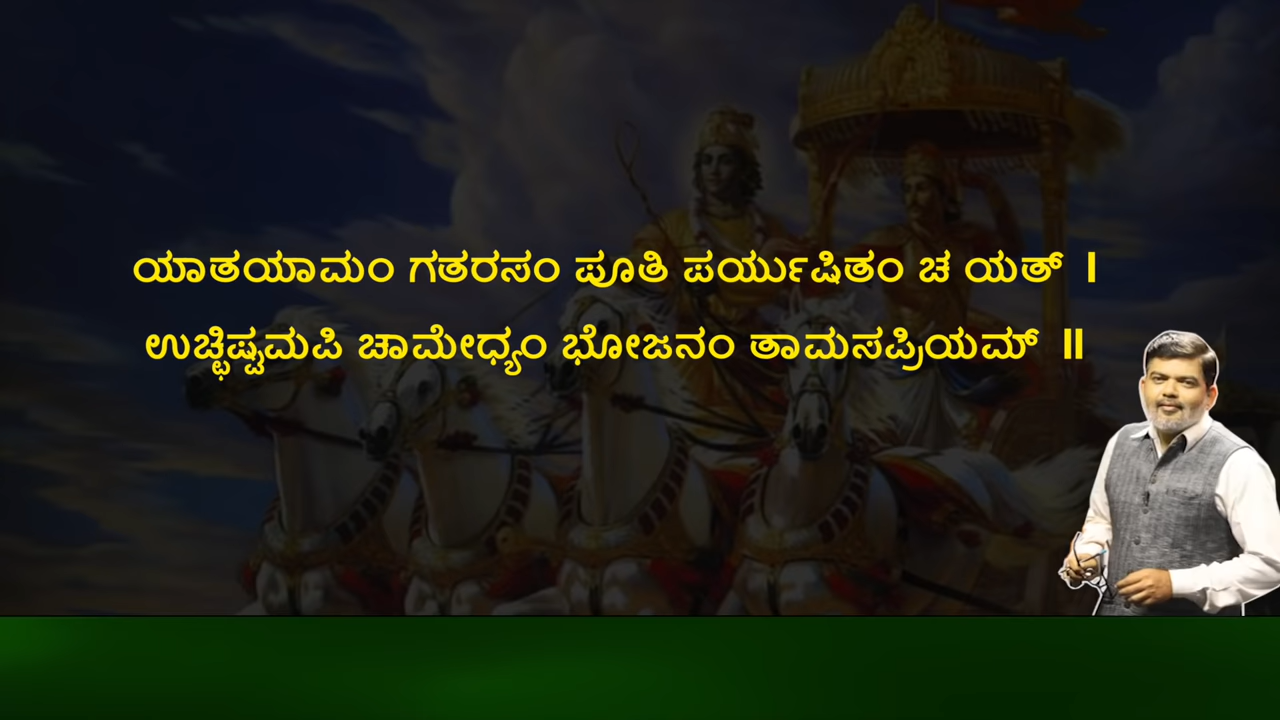 ಯಾತಯಾಮಂ ಗತರಸಂ ಪೂತಿ ಪರ್ಯುಷಿತಂ ಚ ಯತ್ ।
ಉಚ್ಛಿಷ್ಟಮಪಿ ಚಾಮೇಧ್ಯಂ ಭೋಜನಂ ತಾಮಸಪ್ರಿಯಮ್ ॥